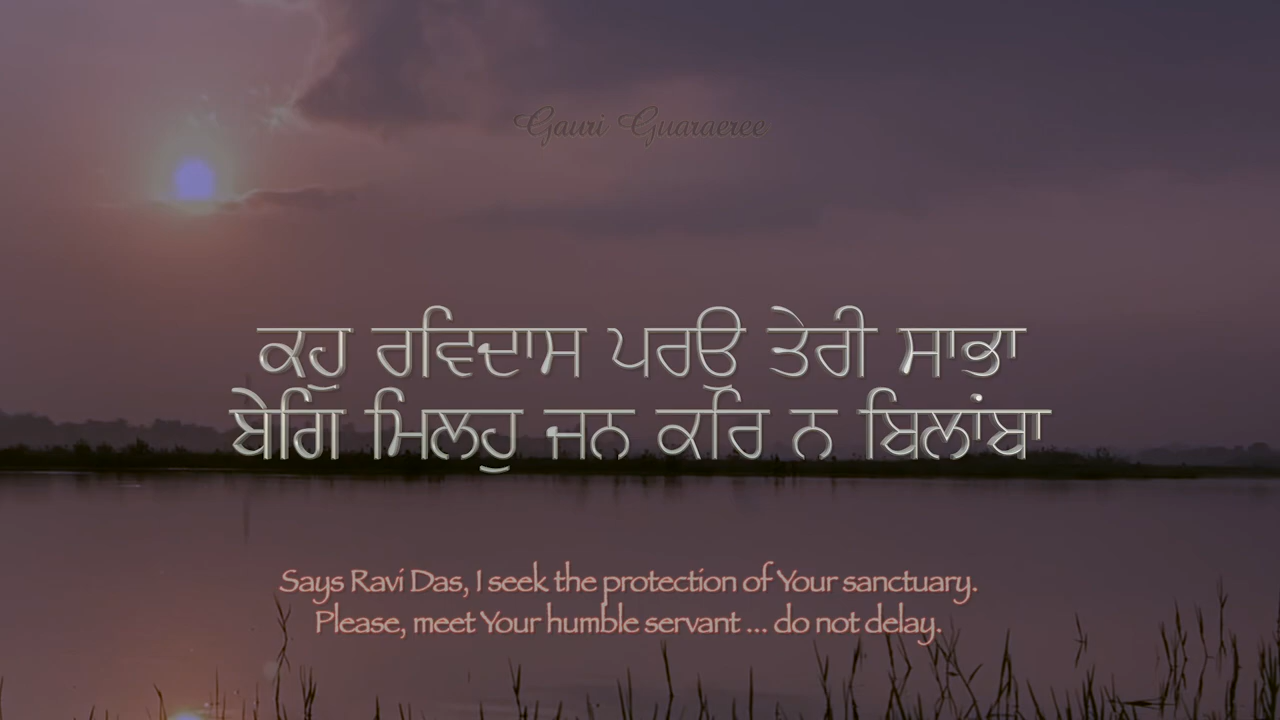 Gauri Guaraeree
ਕਹੁ ਰਵਿਦਾਸ ਪਰਉ ਤੇਰੀ ਸਾਭਾ
ਬੇਗਿ ਮਿਲਹੁ ਜਨ ਕਰਿ ਨ ਬਿਲਾਂਬਾ
Says Ravi Das, I seek the protection of Your sanctuary.
Please, meet Your humble servant ... do not delay.